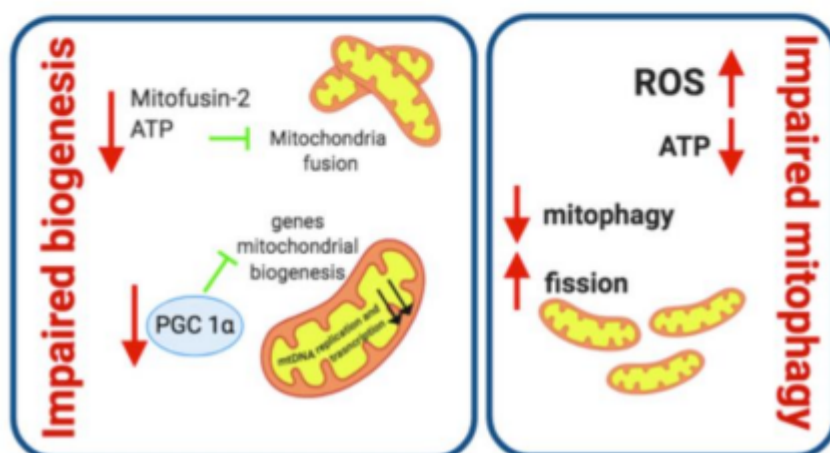 Impaired biogenesis
Mitofusin-2
ATP
Mitochondria
fusion
genes
mitochondrial
biogenesis
PGC 1α
mtDNA replication and
trasncription
ROS
ATP
mitophagy
fission
Impaired mitophagy